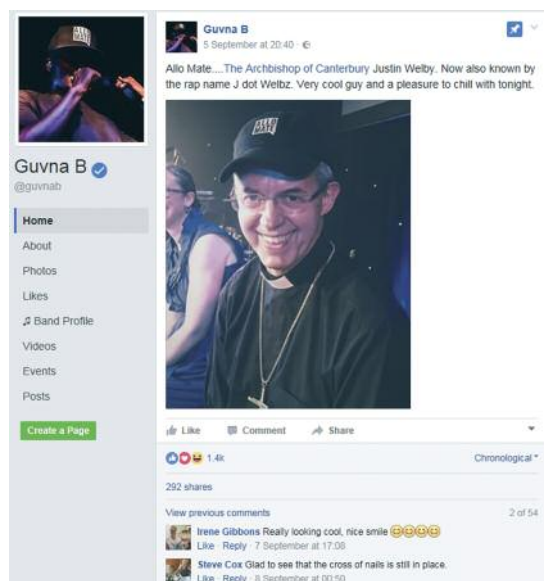 ALLO
MATE
Guvna B
@guvnab
Home
About
Photos
Likes
Band Profile
Videos
Events
Posts
Create a Page
Guvna B
5 September at 20:40 ·
Allo Mate....The Archbishop of Canterbury Justin Welby. Now also known by
the rap name J dot Welbz. Very cool guy and a pleasure to chill with tonight.
ALLO
MATE
Like Comment Share
1.4k Chronological
292 shares
View previous comments 2 of 54
Irene Gibbons Really looking cool, nice smile 😊😊😊😊
Like · Reply · 7 September at 17:08
Steve Cox Glad to see that the cross of nails is still in place.
Like · Reply · 8 September at 00:50